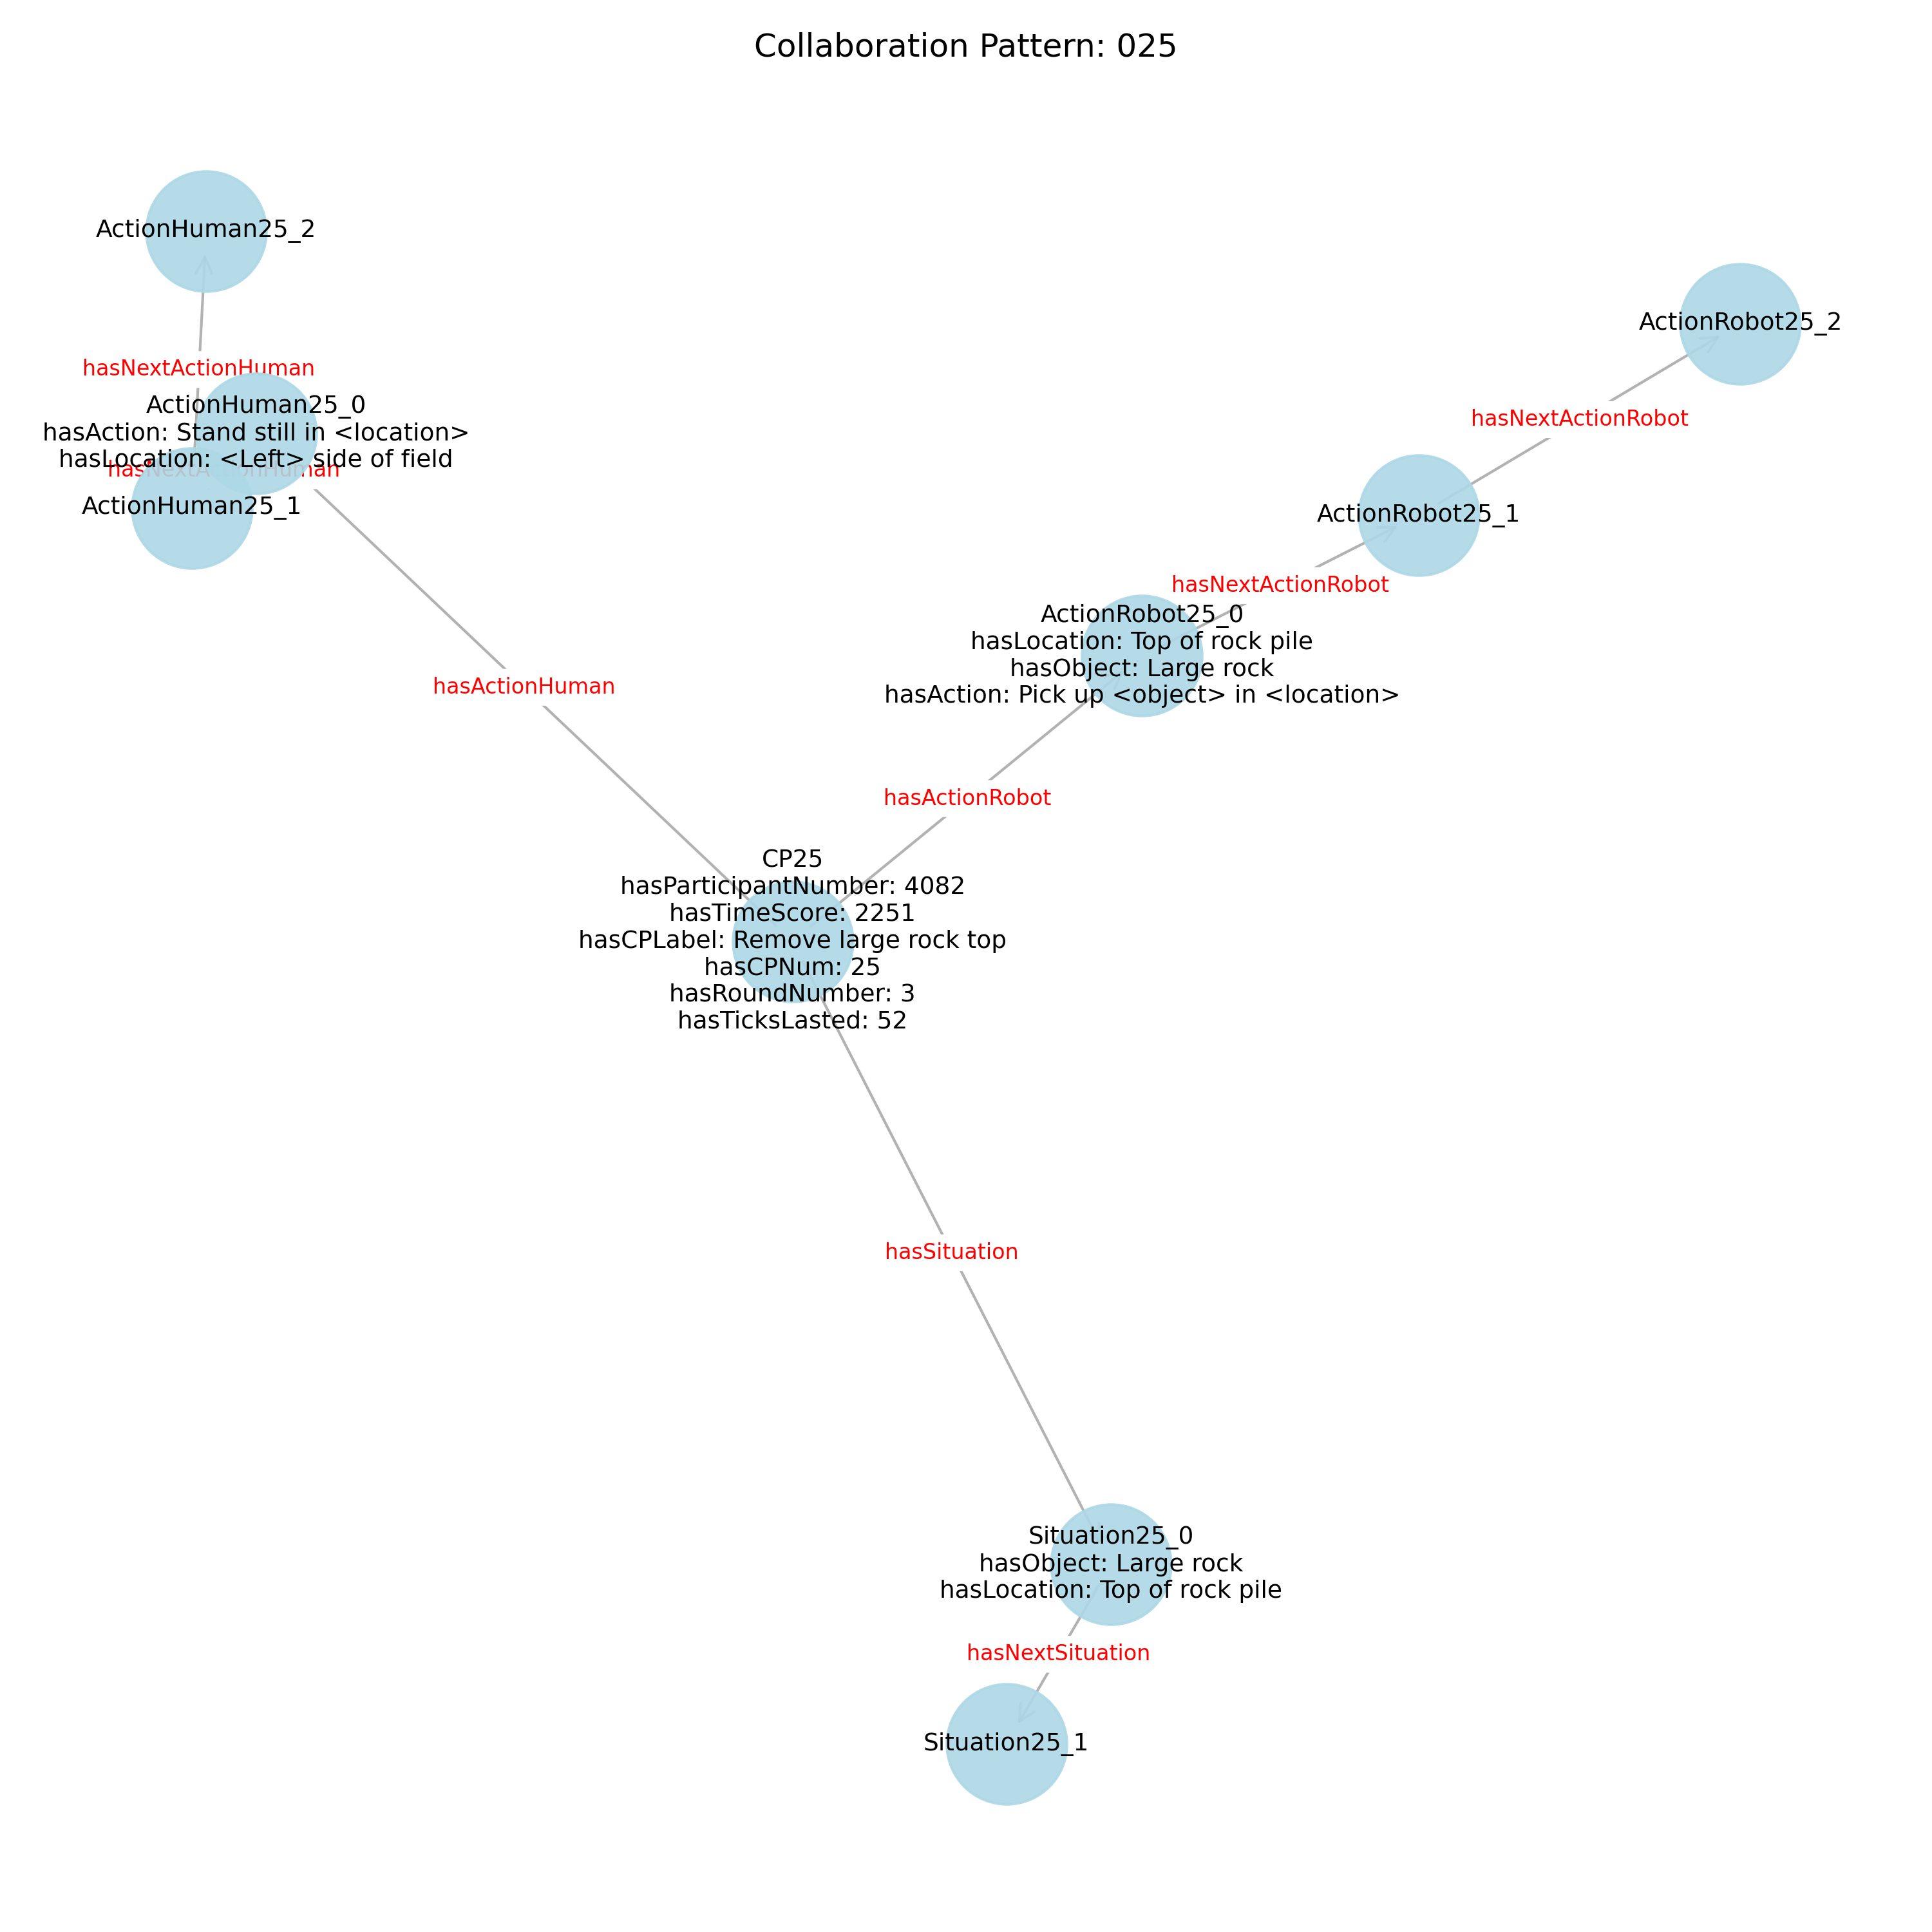 Collaboration Pattern: 025
ActionHuman25_2
ActionRobot25_2
hasNextActionHuman
ActionHuman25_0
hasAction: Stand still in <location>
hasLocation: <Left> side of field
hasNextActionHuman
ActionHuman25_1
hasNextActionRobot
ActionRobot25_1
hasNextActionRobot
ActionRobot25_0
hasLocation: Top of rock pile
hasObject: Large rock
hasAction: Pick up <object> in <location>
hasActionHuman
hasActionRobot
CP25
hasParticipantNumber: 4082
hasTimeScore: 2251
hasCPLabel: Remove large rock top
hasCPNum: 25
hasRoundNumber: 3
hasTicksLasted: 52
hasSituation
Situation25_0
hasObject: Large rock
hasLocation: Top of rock pile
hasNextSituation
Situation25_1